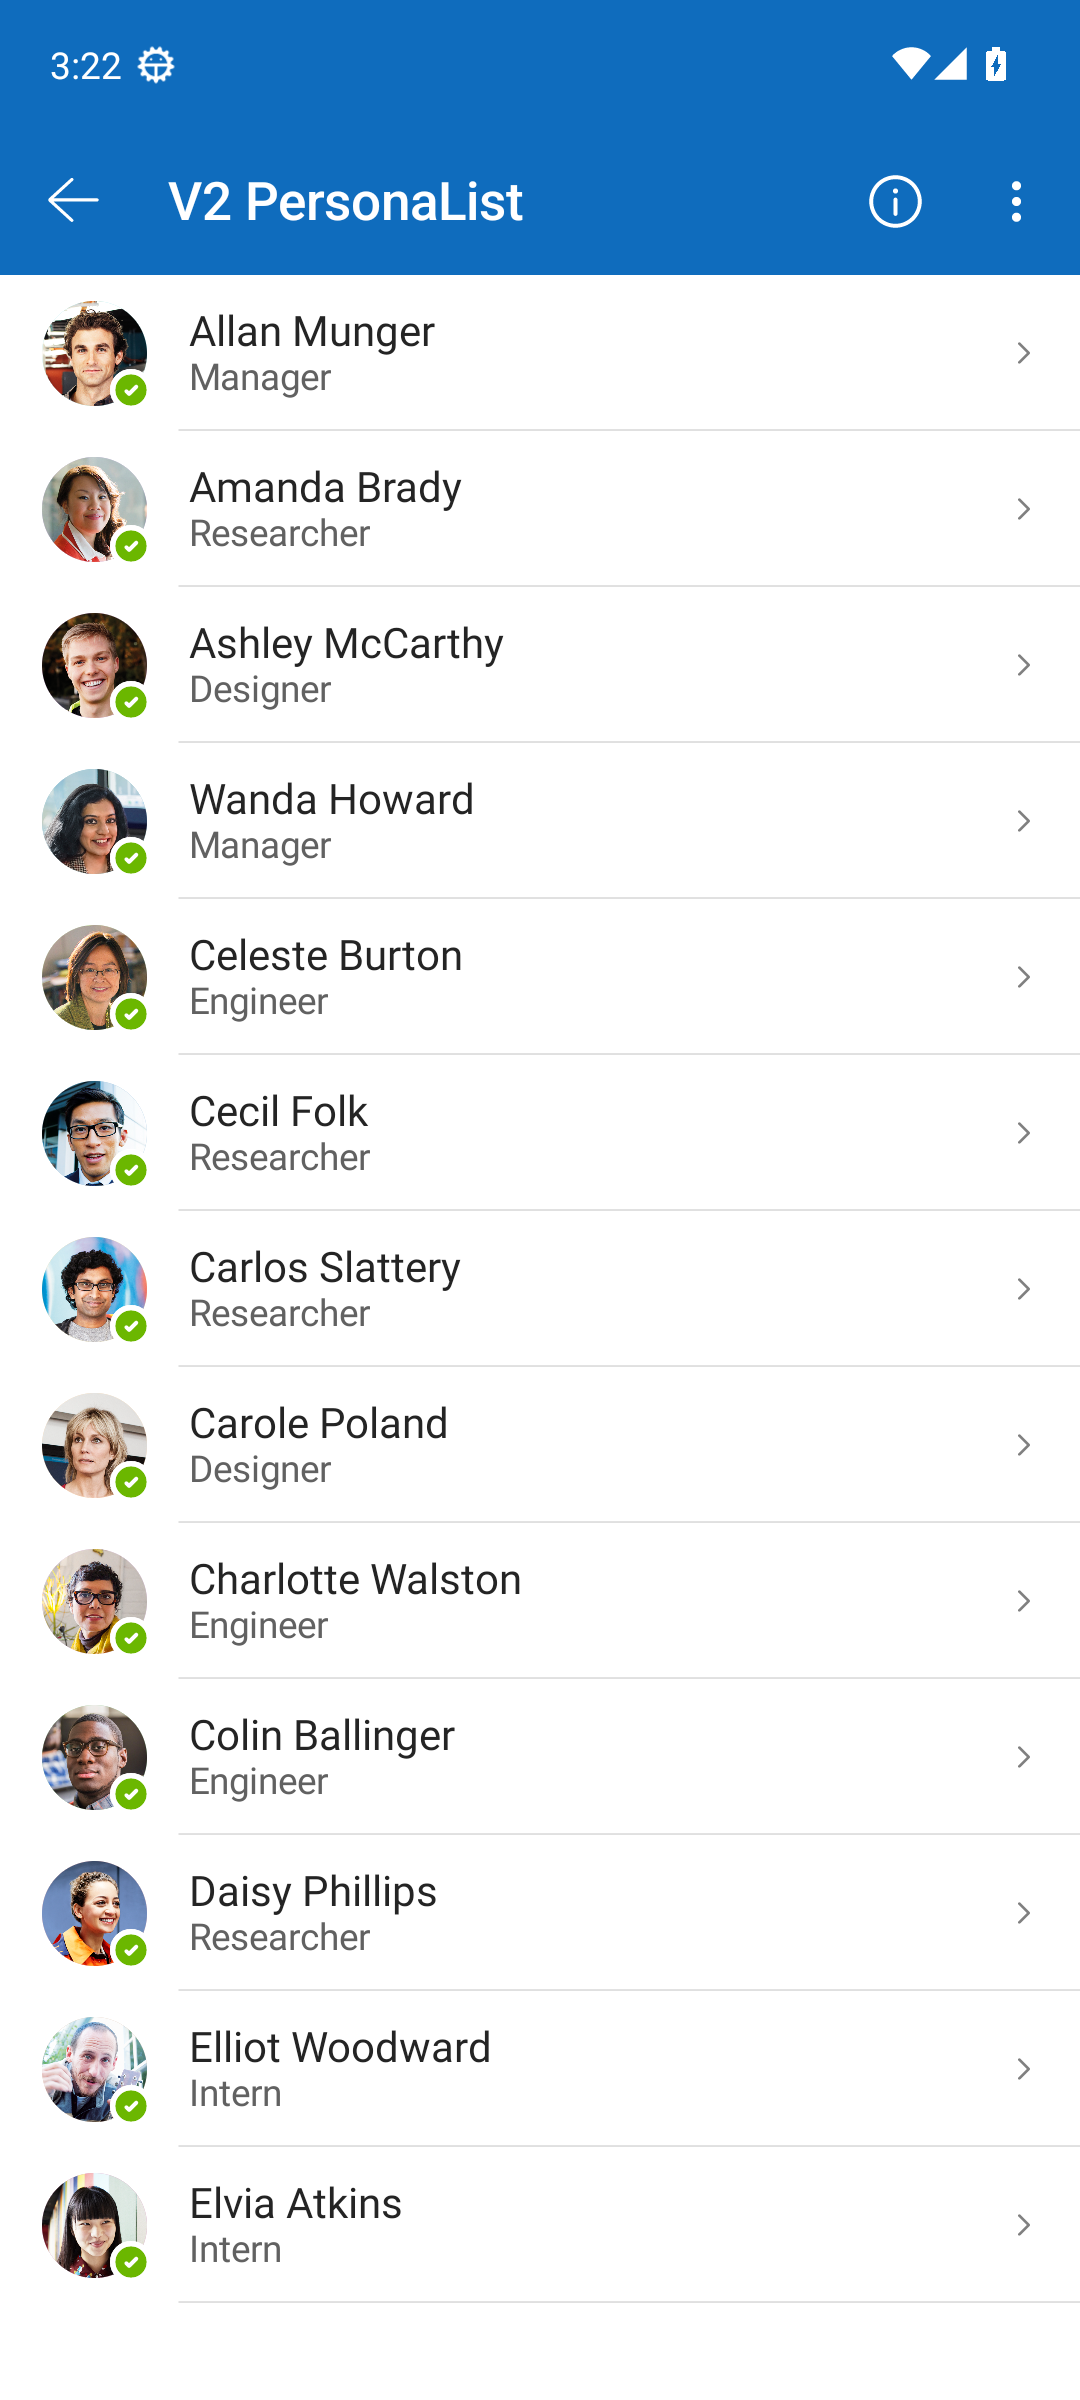 3:22
V2 PersonaList
Allan Munger
Manager
Amanda Brady
Researcher
Ashley McCarthy
Designer
Wanda Howard
Manager
Celeste Burton
Engineer
Cecil Folk
Researcher
Carlos Slattery
Researcher
Carole Poland
Designer
Charlotte Walston
Engineer
Colin Ballinger
Engineer
Daisy Phillips
Researcher
Elliot Woodward
Intern
Elvia Atkins
Intern